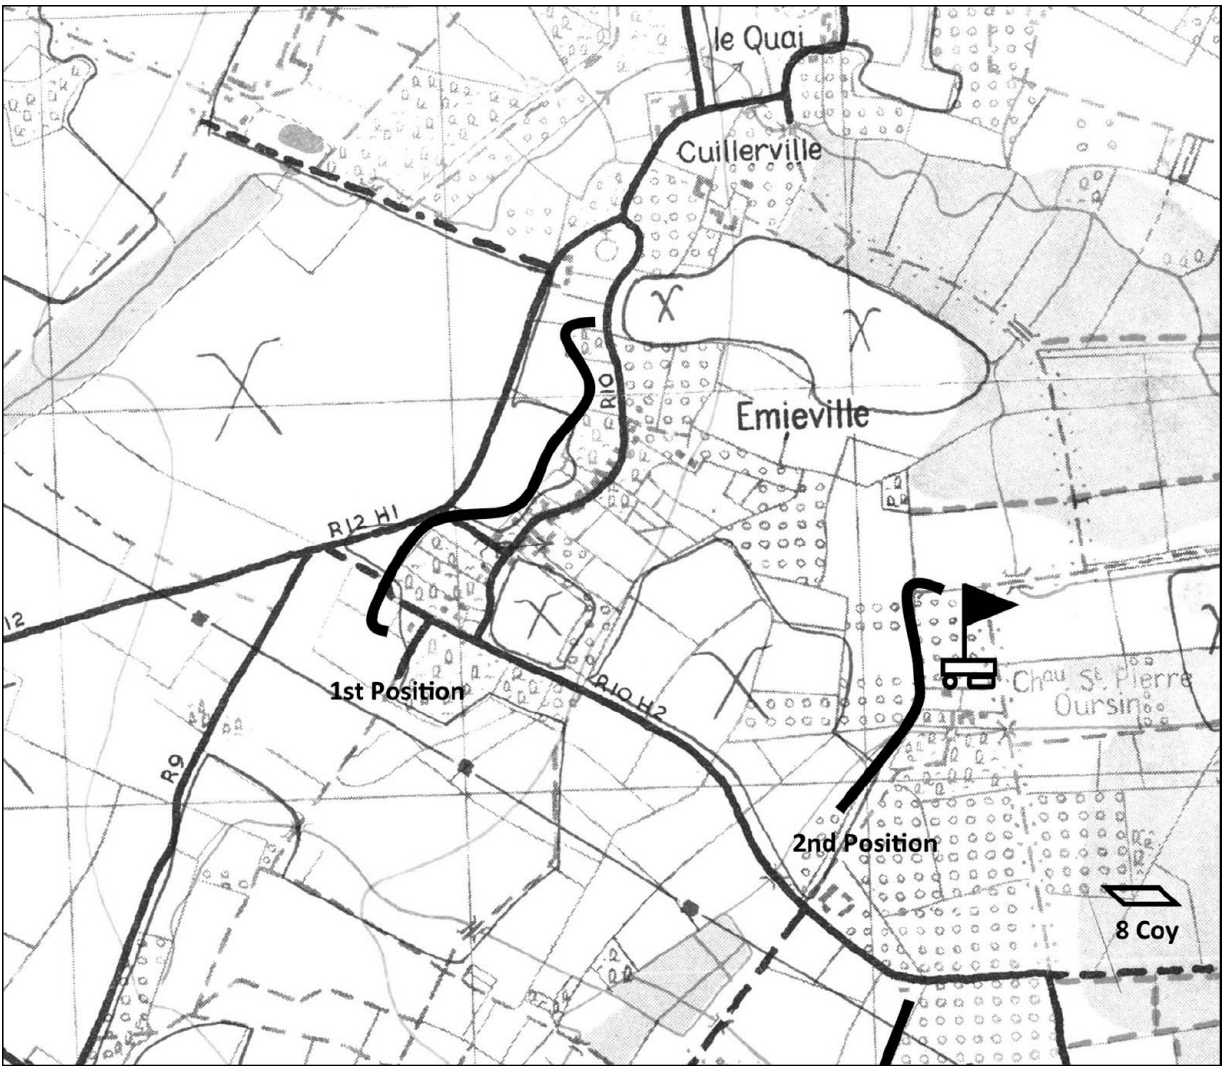 le Quai
Cuillerville
R10
Emieville
R12 H1
12
1st Position
R10 H2
Chau St Pierre
Oursin
R9
2nd Position
8 Coy